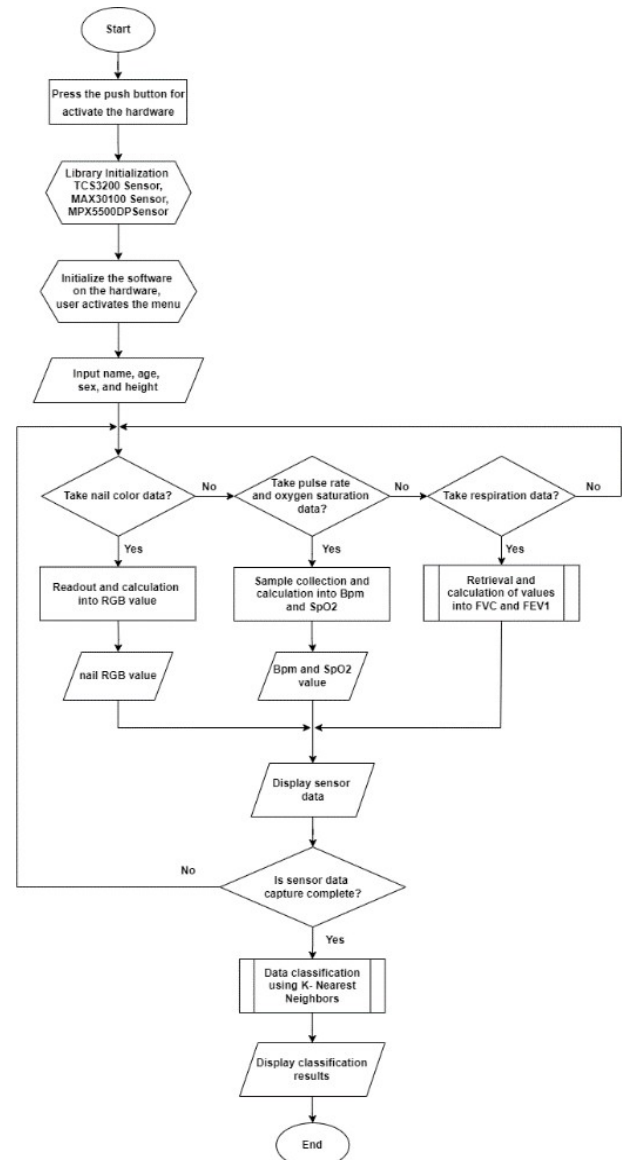 Start
Press the push button for
activate the hardware
Library Initialization
TCS3200 Sensor,
MAX30100 Sensor,
MPX5500DPSensor
Initialize the software
on the hardware,
user activates the menu
Input name, age,
sex, and height
Take nail color data?
No
Take pulse rate
and oxygen saturation
data?
No
Take respiration data?
No
Yes
Yes
Yes
Readout and calculation
into RGB value
Sample collection and
calculation into Bpm
and SpO2
Retrieval and
calculation of values
into FVC and FEV1
nail RGB value
Bpm and SpO2
value
Display sensor
data
No
Is sensor data
capture complete?
Yes
Data classification
using K- Nearest
Neighbors
Display classification
results
End